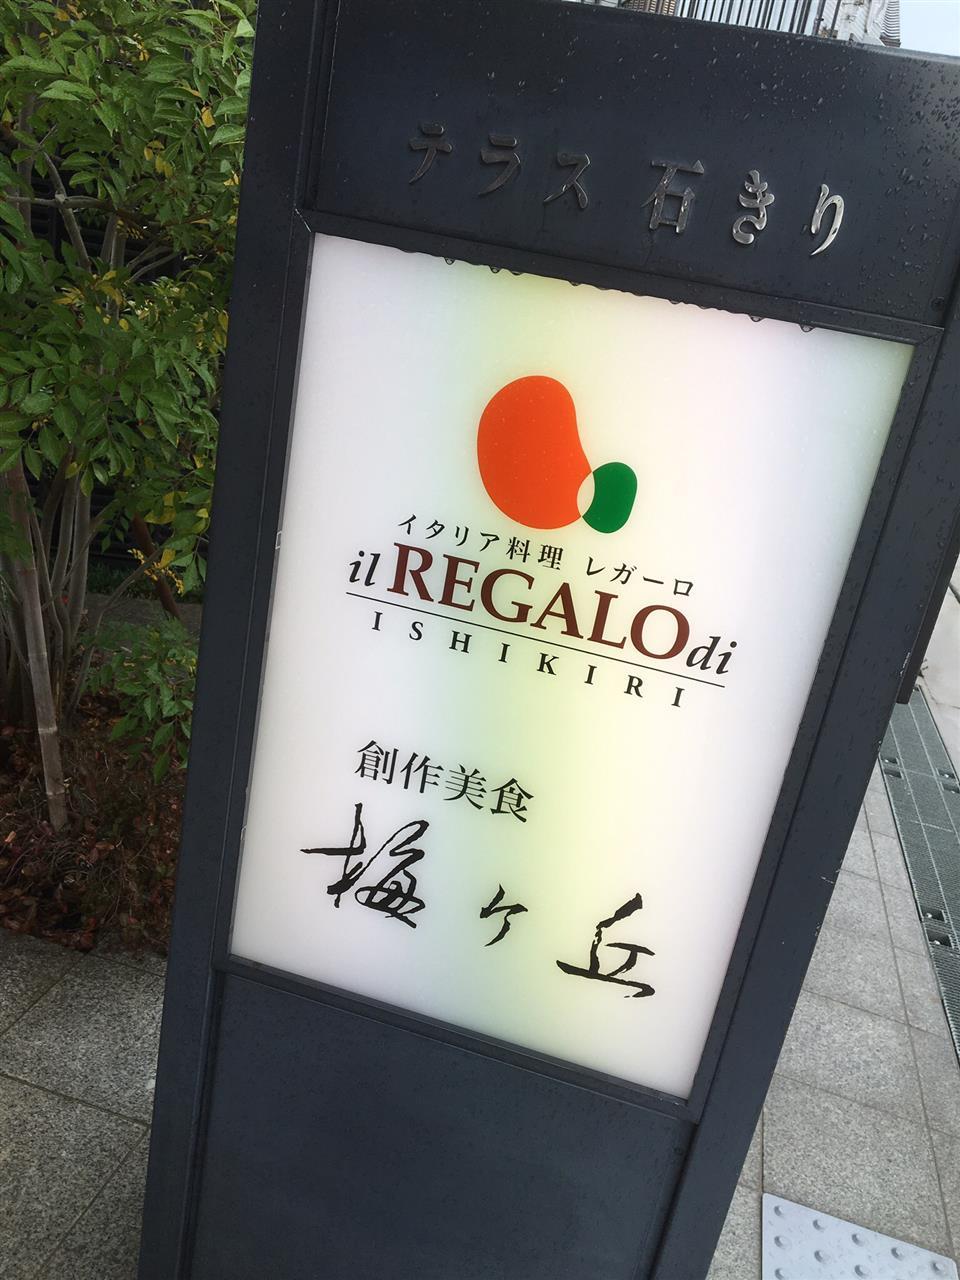 テラス 石きり
イタリア料理 レガーロ
il REGALO di
ISHIKIRI
創作美食
梅ヶ丘